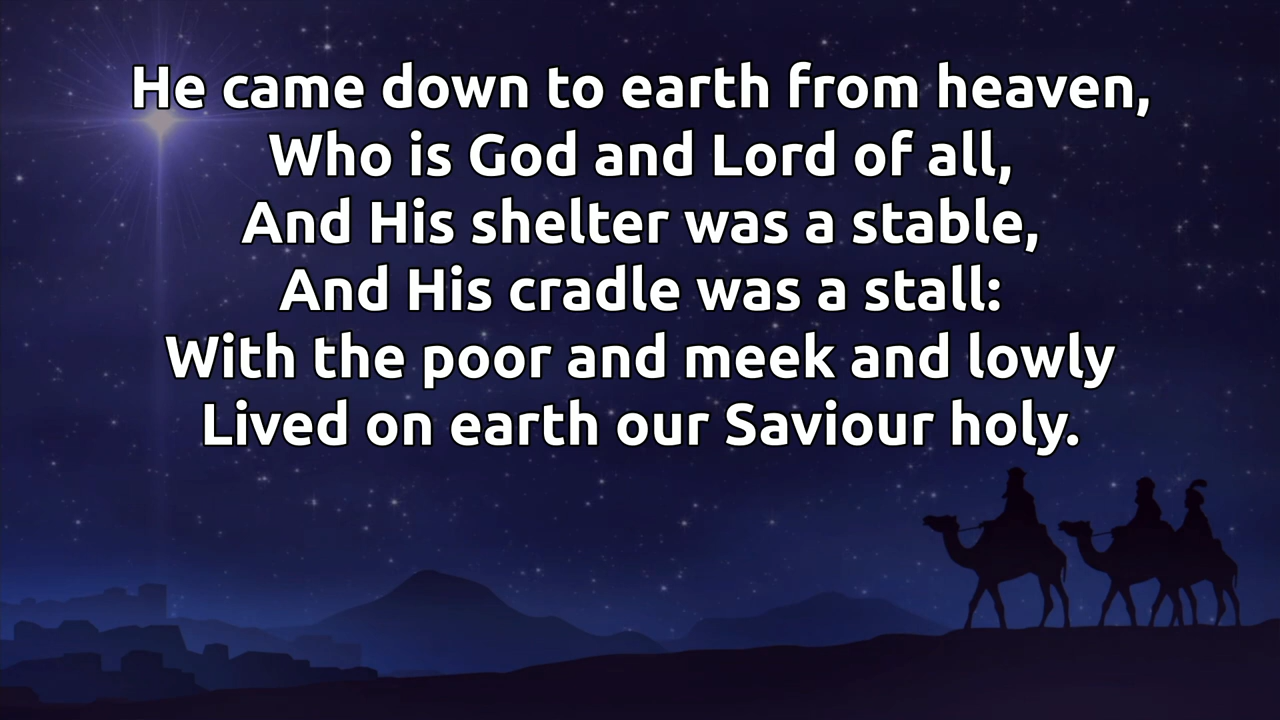 He came down to earth from heaven,
Who is God and Lord of all,
And His shelter was a stable,
And His cradle was a stall:
With the poor and meek and lowly
Lived on earth our Saviour holy.